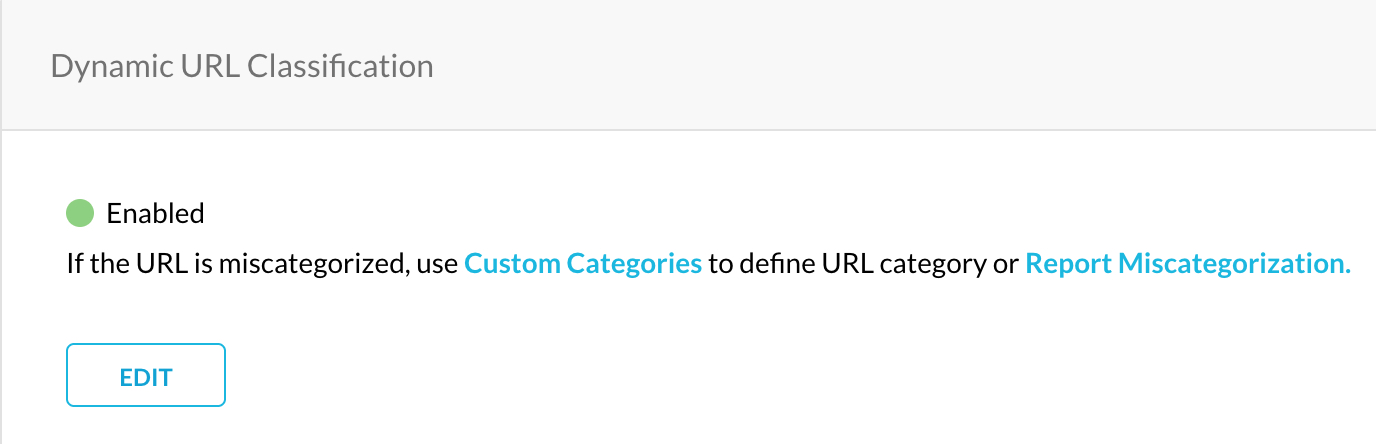 Dynamic URL Classification
Enabled
If the URL is miscategorized, use Custom Categories to define URL category or Report Miscategorization.
EDIT